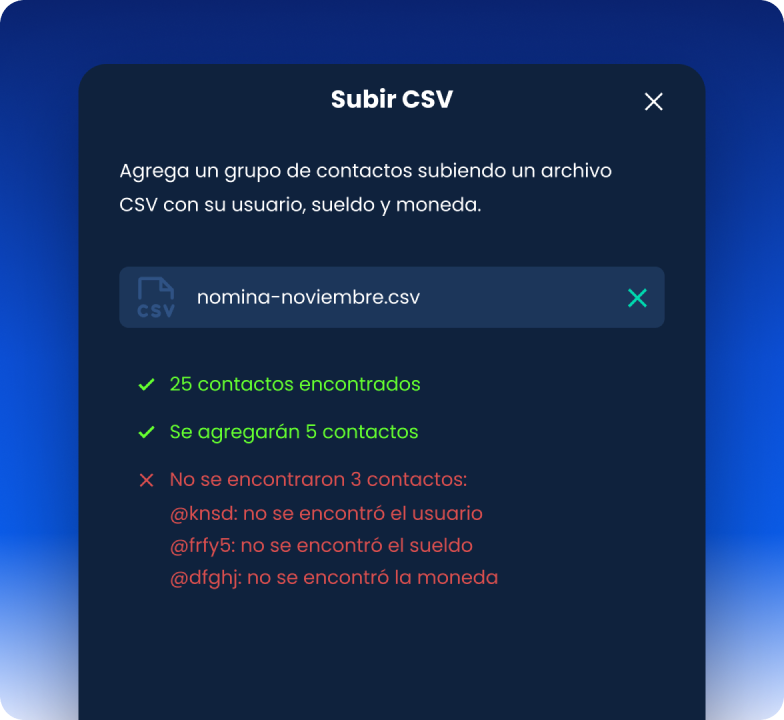 Subir CSV
Agrega un grupo de contactos subiendo un archivo
CSV con su usuario, sueldo y moneda.
CSV nomina-noviembre.csv
25 contactos encontrados
Se agregarán 5 contactos
No se encontraron 3 contactos:
@knsd: no se encontró el usuario
@frfy5: no se encontró el sueldo
@dfghj: no se encontró la moneda